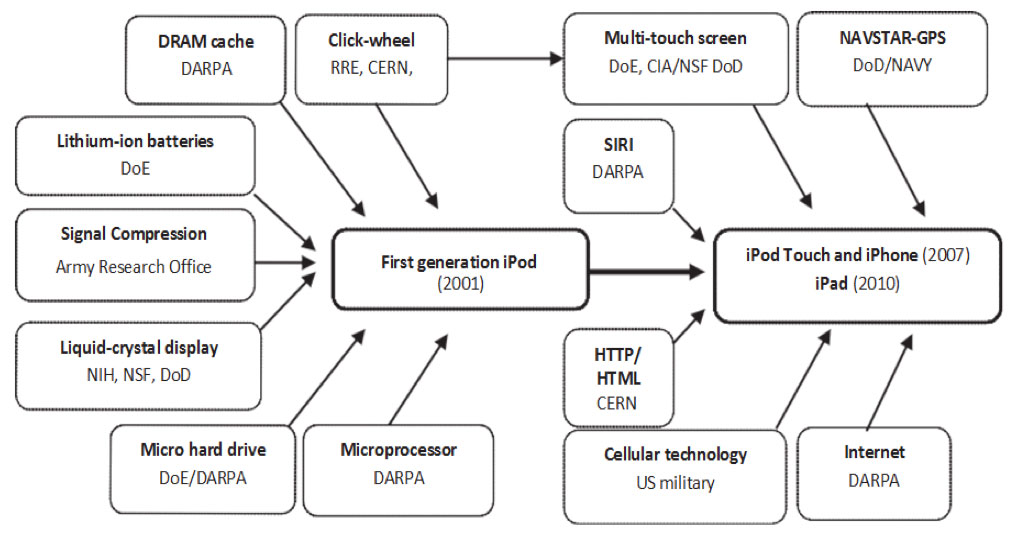 DRAM cache
DARPA
Click-wheel
RRE, CERN,
Multi-touch screen
DoE, CIA/NSF DoD
NAVSTAR-GPS
DoD/NAVY
Lithium-ion batteries
DoE
SIRI
DARPA
Signal Compression
Army Research Office
First generation iPod
(2001)
iPod Touch and iPhone (2007)
iPad (2010)
Liquid-crystal display
NIH, NSF, DoD
HTTP/
HTML
CERN
Micro hard drive
DoE/DARPA
Microprocessor
DARPA
Cellular technology
US military
Internet
DARPA